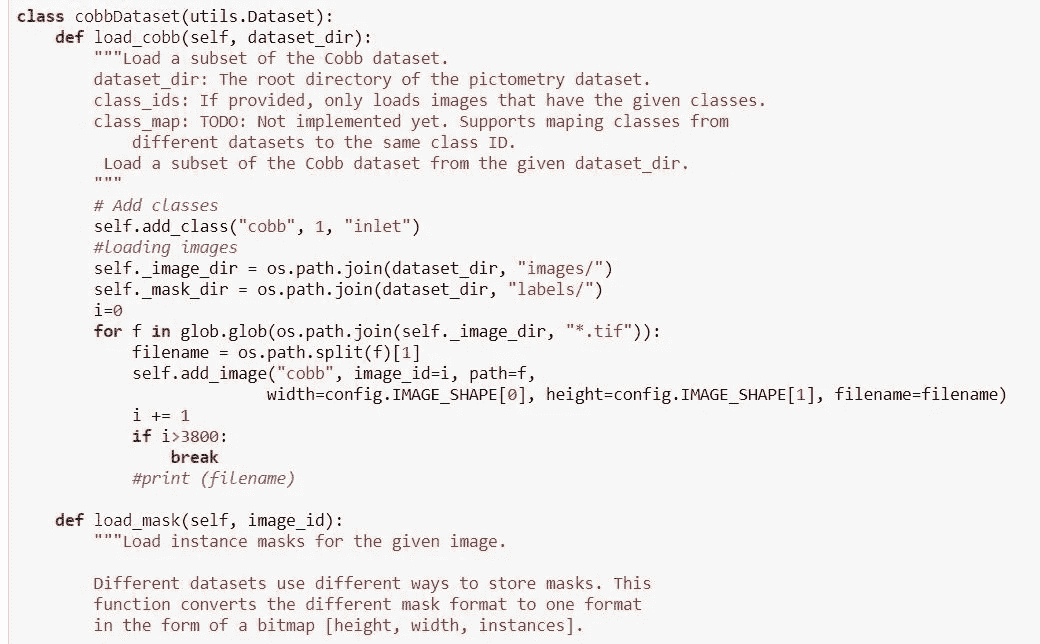 class cobbDataset(utils.Dataset):
    def load_cobb(self, dataset_dir):
        """Load a subset of the Cobb dataset.
        dataset_dir: The root directory of the pictometry dataset.
        class_ids: If provided, only loads images that have the given classes.
        class_map: TODO: Not implemented yet. Supports maping classes from
            different datasets to the same class ID.
         Load a subset of the Cobb dataset from the given dataset_dir.
        """
        # Add classes
        self.add_class("cobb", 1, "inlet")
        #loading images
        self._image_dir = os.path.join(dataset_dir, "images/")
        self._mask_dir = os.path.join(dataset_dir, "labels/")
        i=0
        for f in glob.glob(os.path.join(self._image_dir, "*.tif")):
            filename = os.path.split(f)[1]
            self.add_image("cobb", image_id=i, path=f,
                          width=config.IMAGE_SHAPE[0], height=config.IMAGE_SHAPE[1], filename=filename)
            i += 1
            if i>3800:
                break
            #print (filename)
    def load_mask(self, image_id):
        """Load instance masks for the given image.
        Different datasets use different ways to store masks. This
        function converts the different mask format to one format
        in the form of a bitmap [height, width, instances].